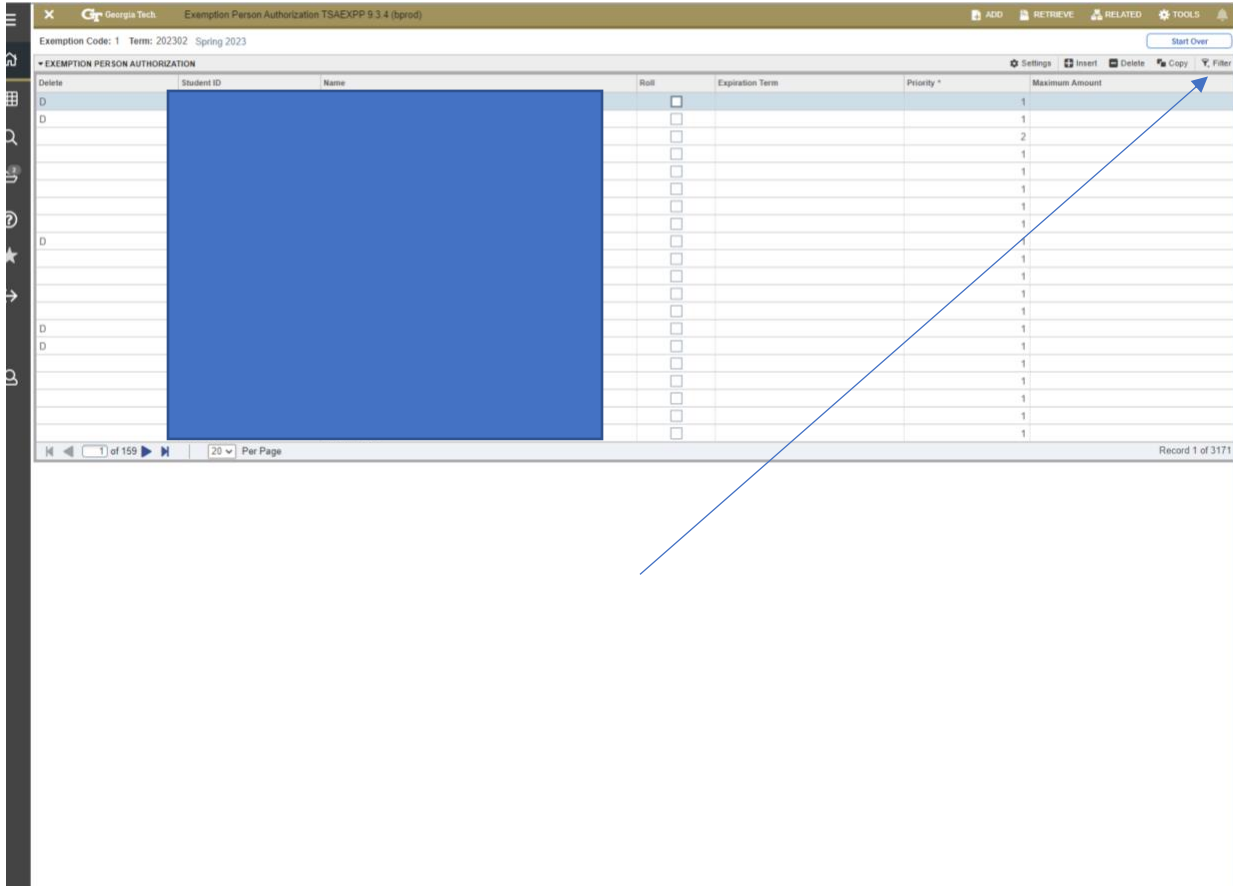 Georgia Tech. Exemption Person Authorization TSAEXPP 9.3.4 (bprod) ADD RETRIEVE RELATED TOOLS
Exemption Code: 1 Term: 202302 Spring 2023 Start Over
EXEMPTION PERSON AUTHORIZATION Settings Insert Delete Copy Filter
Delete Student ID Name Roll Expiration Term Priority * Maximum Amount
D 1
D 1
2
1
1
1
1
1
D 1
1
1
1
1
D 1
D 1
1
1
1
1
1
1 of 159 20 Per Page Record 1 of 3171